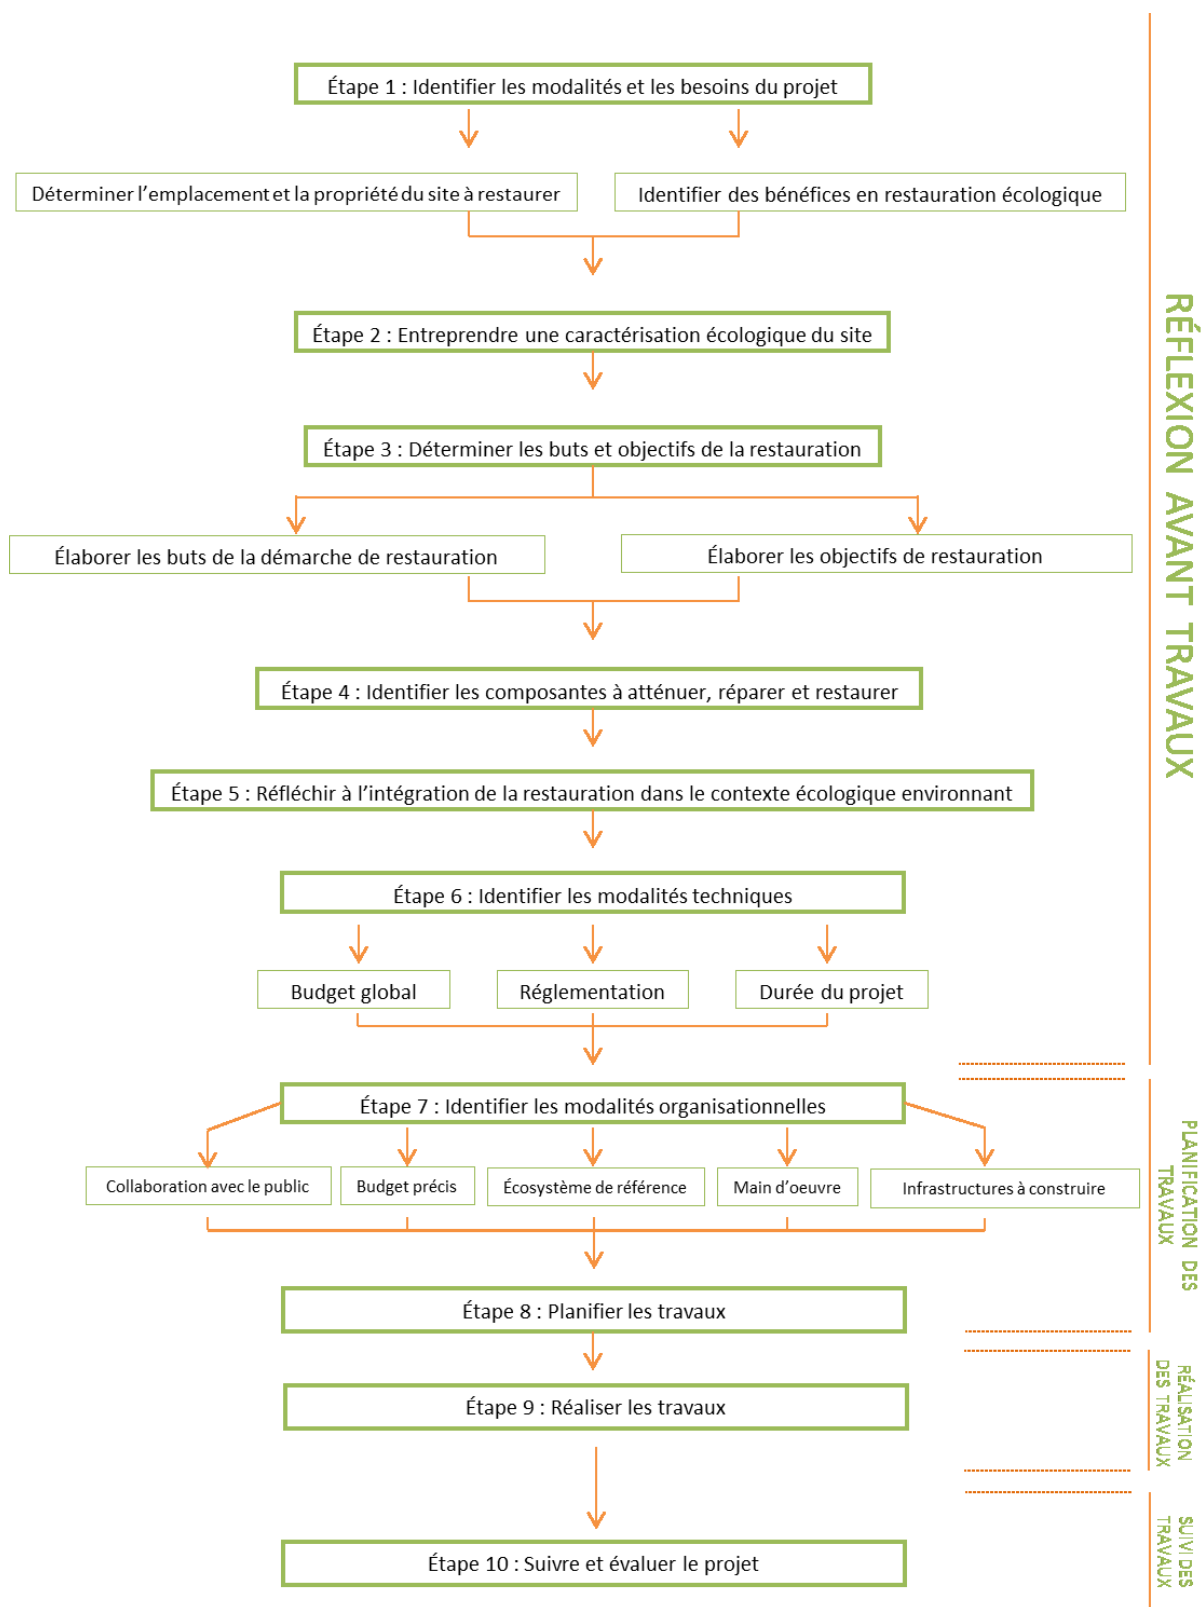 Étape 1 : Identifier les modalités et les besoins du projet
Déterminer l'emplacement et la propriété du site à restaurer
Identifier des bénéfices en restauration écologique
Étape 2 : Entreprendre une caractérisation écologique du site
Étape 3 : Déterminer les buts et objectifs de la restauration
Élaborer les buts de la démarche de restauration
Élaborer les objectifs de restauration
Étape 4 : Identifier les composantes à atténuer, réparer et restaurer
Étape 5 : Réfléchir à l'intégration de la restauration dans le contexte écologique environnant
Étape 6 : Identifier les modalités techniques
Budget global
Réglementation
Durée du projet
RÉFLEXION AVANT TRAVAUX
Étape 7 : Identifier les modalités organisationnelles
Collaboration avec le public
Budget précis
Écosystème de référence
Main d'oeuvre
Infrastructures à construire
Étape 8 : Planifier les travaux
PLANIFICATION DES
TRAVAUX
Étape 9 : Réaliser les travaux
RÉALISATION
DES TRAVAUX
Étape 10 : Suivre et évaluer le projet
SUIVI DES
TRAVAUX